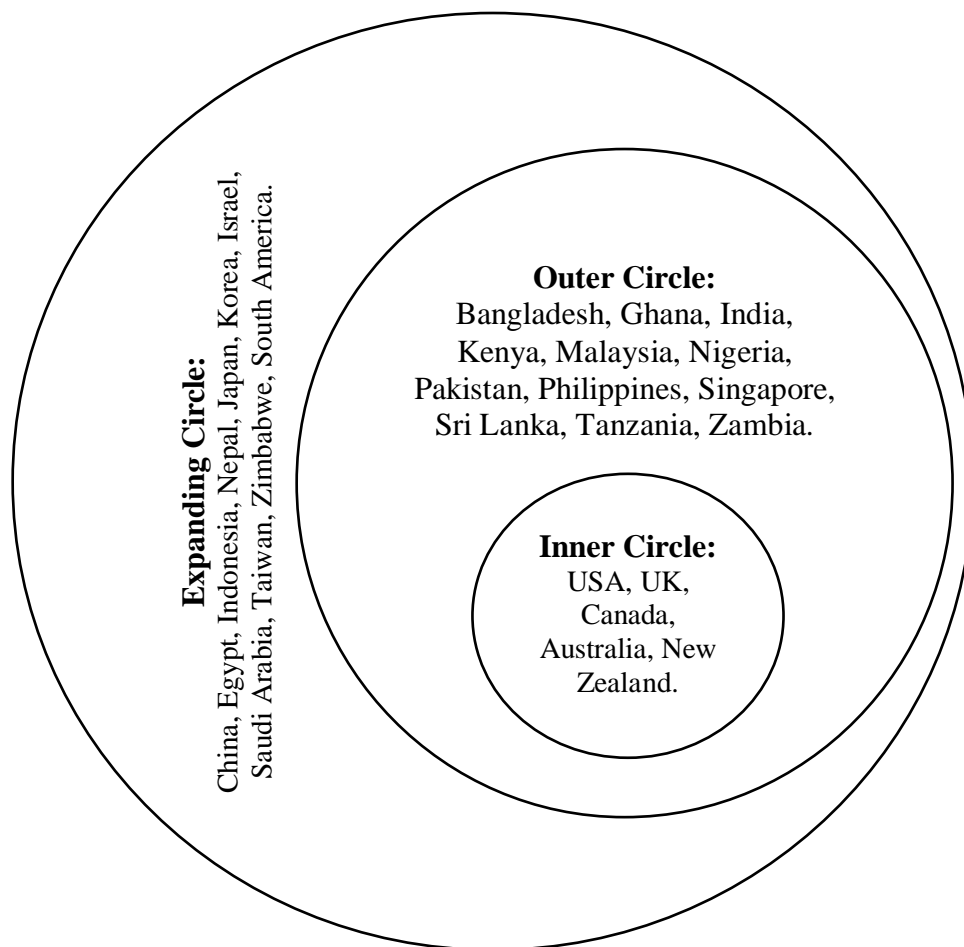 Expanding Circle:
China, Egypt, Indonesia, Nepal, Japan, Korea, Israel,
Saudi Arabia, Taiwan, Zimbabwe, South America.
Outer Circle:
Bangladesh, Ghana, India,
Kenya, Malaysia, Nigeria,
Pakistan, Philippines, Singapore,
Sri Lanka, Tanzania, Zambia.
Inner Circle:
USA, UK,
Canada,
Australia, New
Zealand.